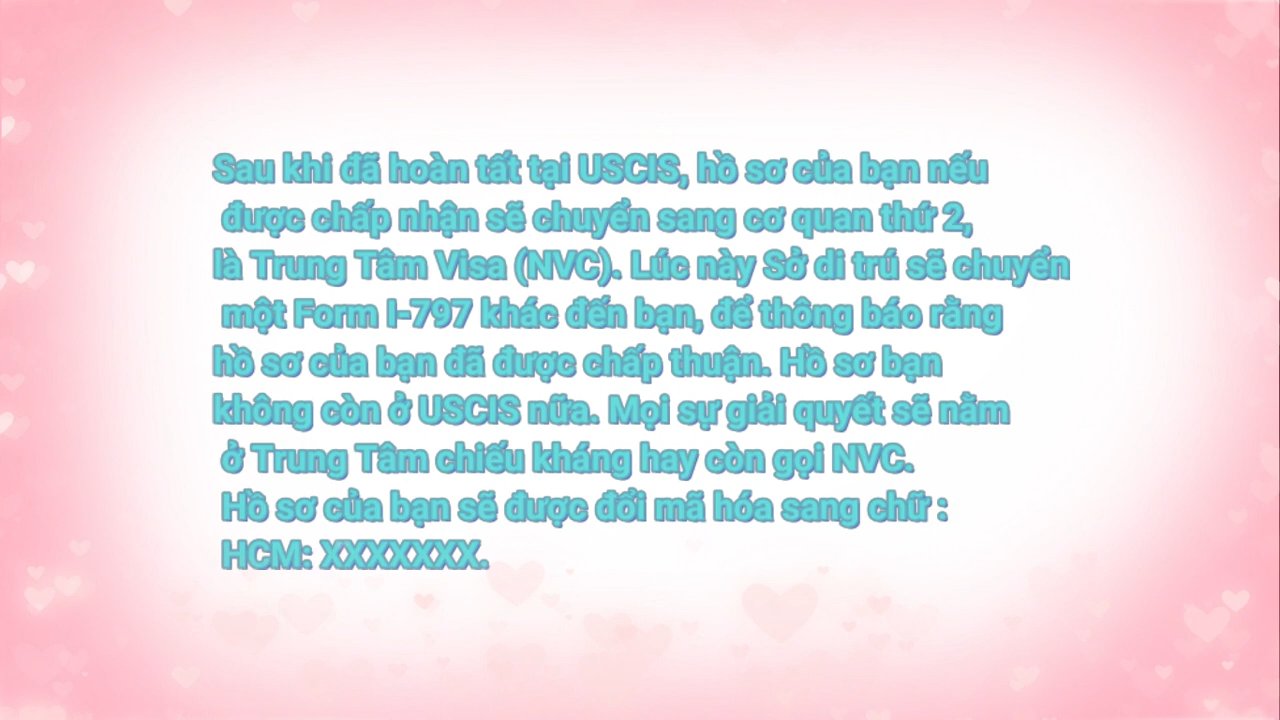 Sau khi đã hoàn tất tại USCIS, hồ sơ của bạn nếu
được chấp nhận sẽ chuyển sang cơ quan thứ 2,
là Trung Tâm Visa (NVC). Lúc này Sở di trú sẽ chuyển
một Form I-797 khác đến bạn, để thông báo rằng
hồ sơ của bạn đã được chấp thuận. Hồ sơ bạn
không còn ở USCIS nữa. Mọi sự giải quyết sẽ nằm
ở Trung Tâm chiếu kháng hay còn gọi NVC.
Hồ sơ của bạn sẽ được đổi mã hóa sang chữ :
HCM: XXXXXXX.